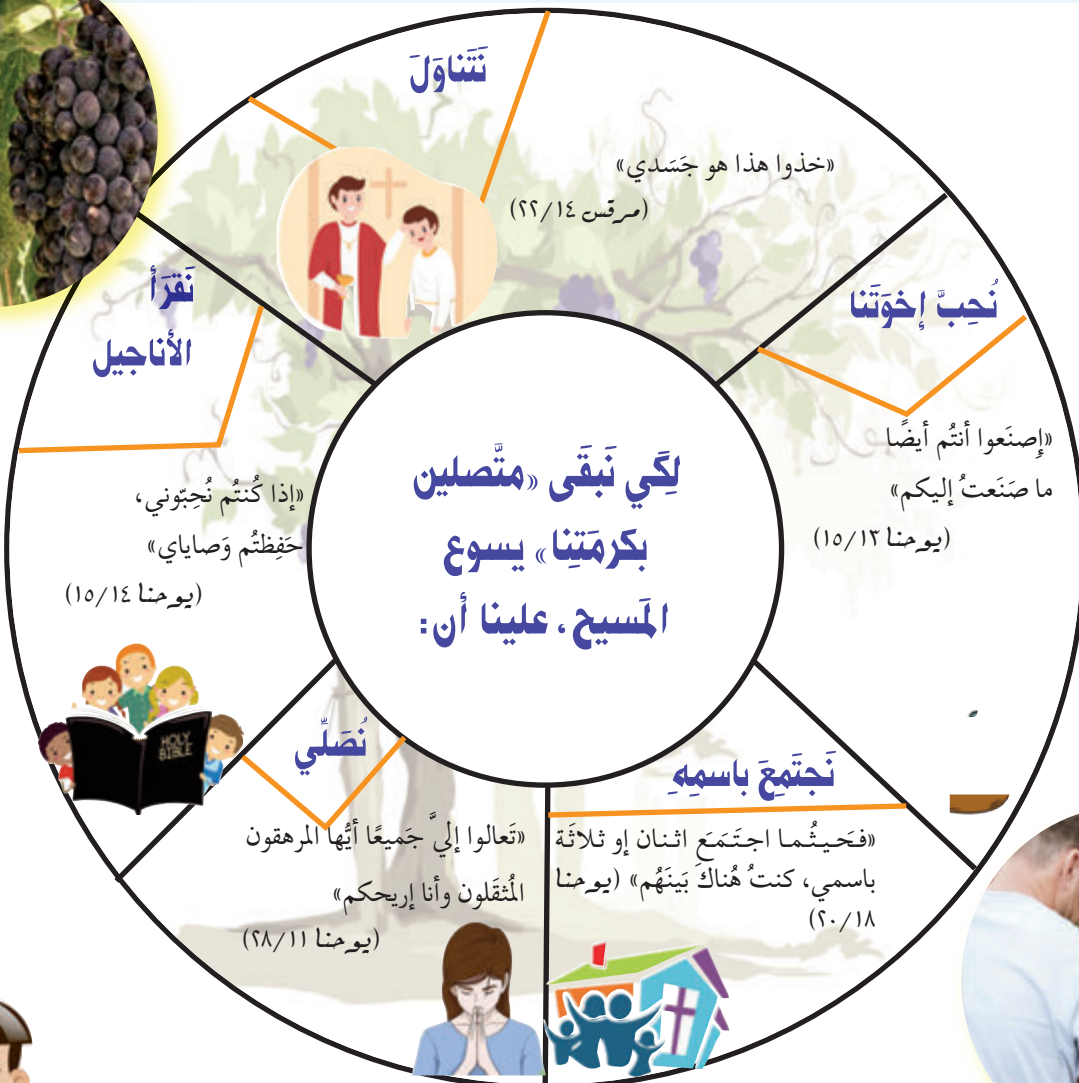 لِكَي نَبقَى «متَّصلين
بكرمَتِنا» يسوع
المَسيح، علينا أن:
نَتَناوَلَ
«خذوا هذا هو جَسَدي»
(مرقس ٢٢/١٤)
نُحِبَّ إخوَتَنا
«إصنَعوا أنتُم أيضًا
ما صَنَعتُ إليكم»
(يوحنا ١٥/١٣)
نَجتَمِعَ باسمِهِ
«فحَيثُما اجتَمَعَ اثنان إو ثلاثَة
باسمي، كنتُ هُناكَ بَينَهُم» (يوحنا
٢٠/١٨)
نُصَلِّي
«تَعالوا إليَّ جَميعًا أيُّها المرهقون
المُثقَلون وأنا إريحكم»
(يوحنا ٢٨/١١)
نَقرَأ
الأناجيل
«إذا كُنتُم نُحِبّوني،
حَفِظتُم وَصاياي»
(يوحنا ١٥/١٤)
HOLY
BIBLE